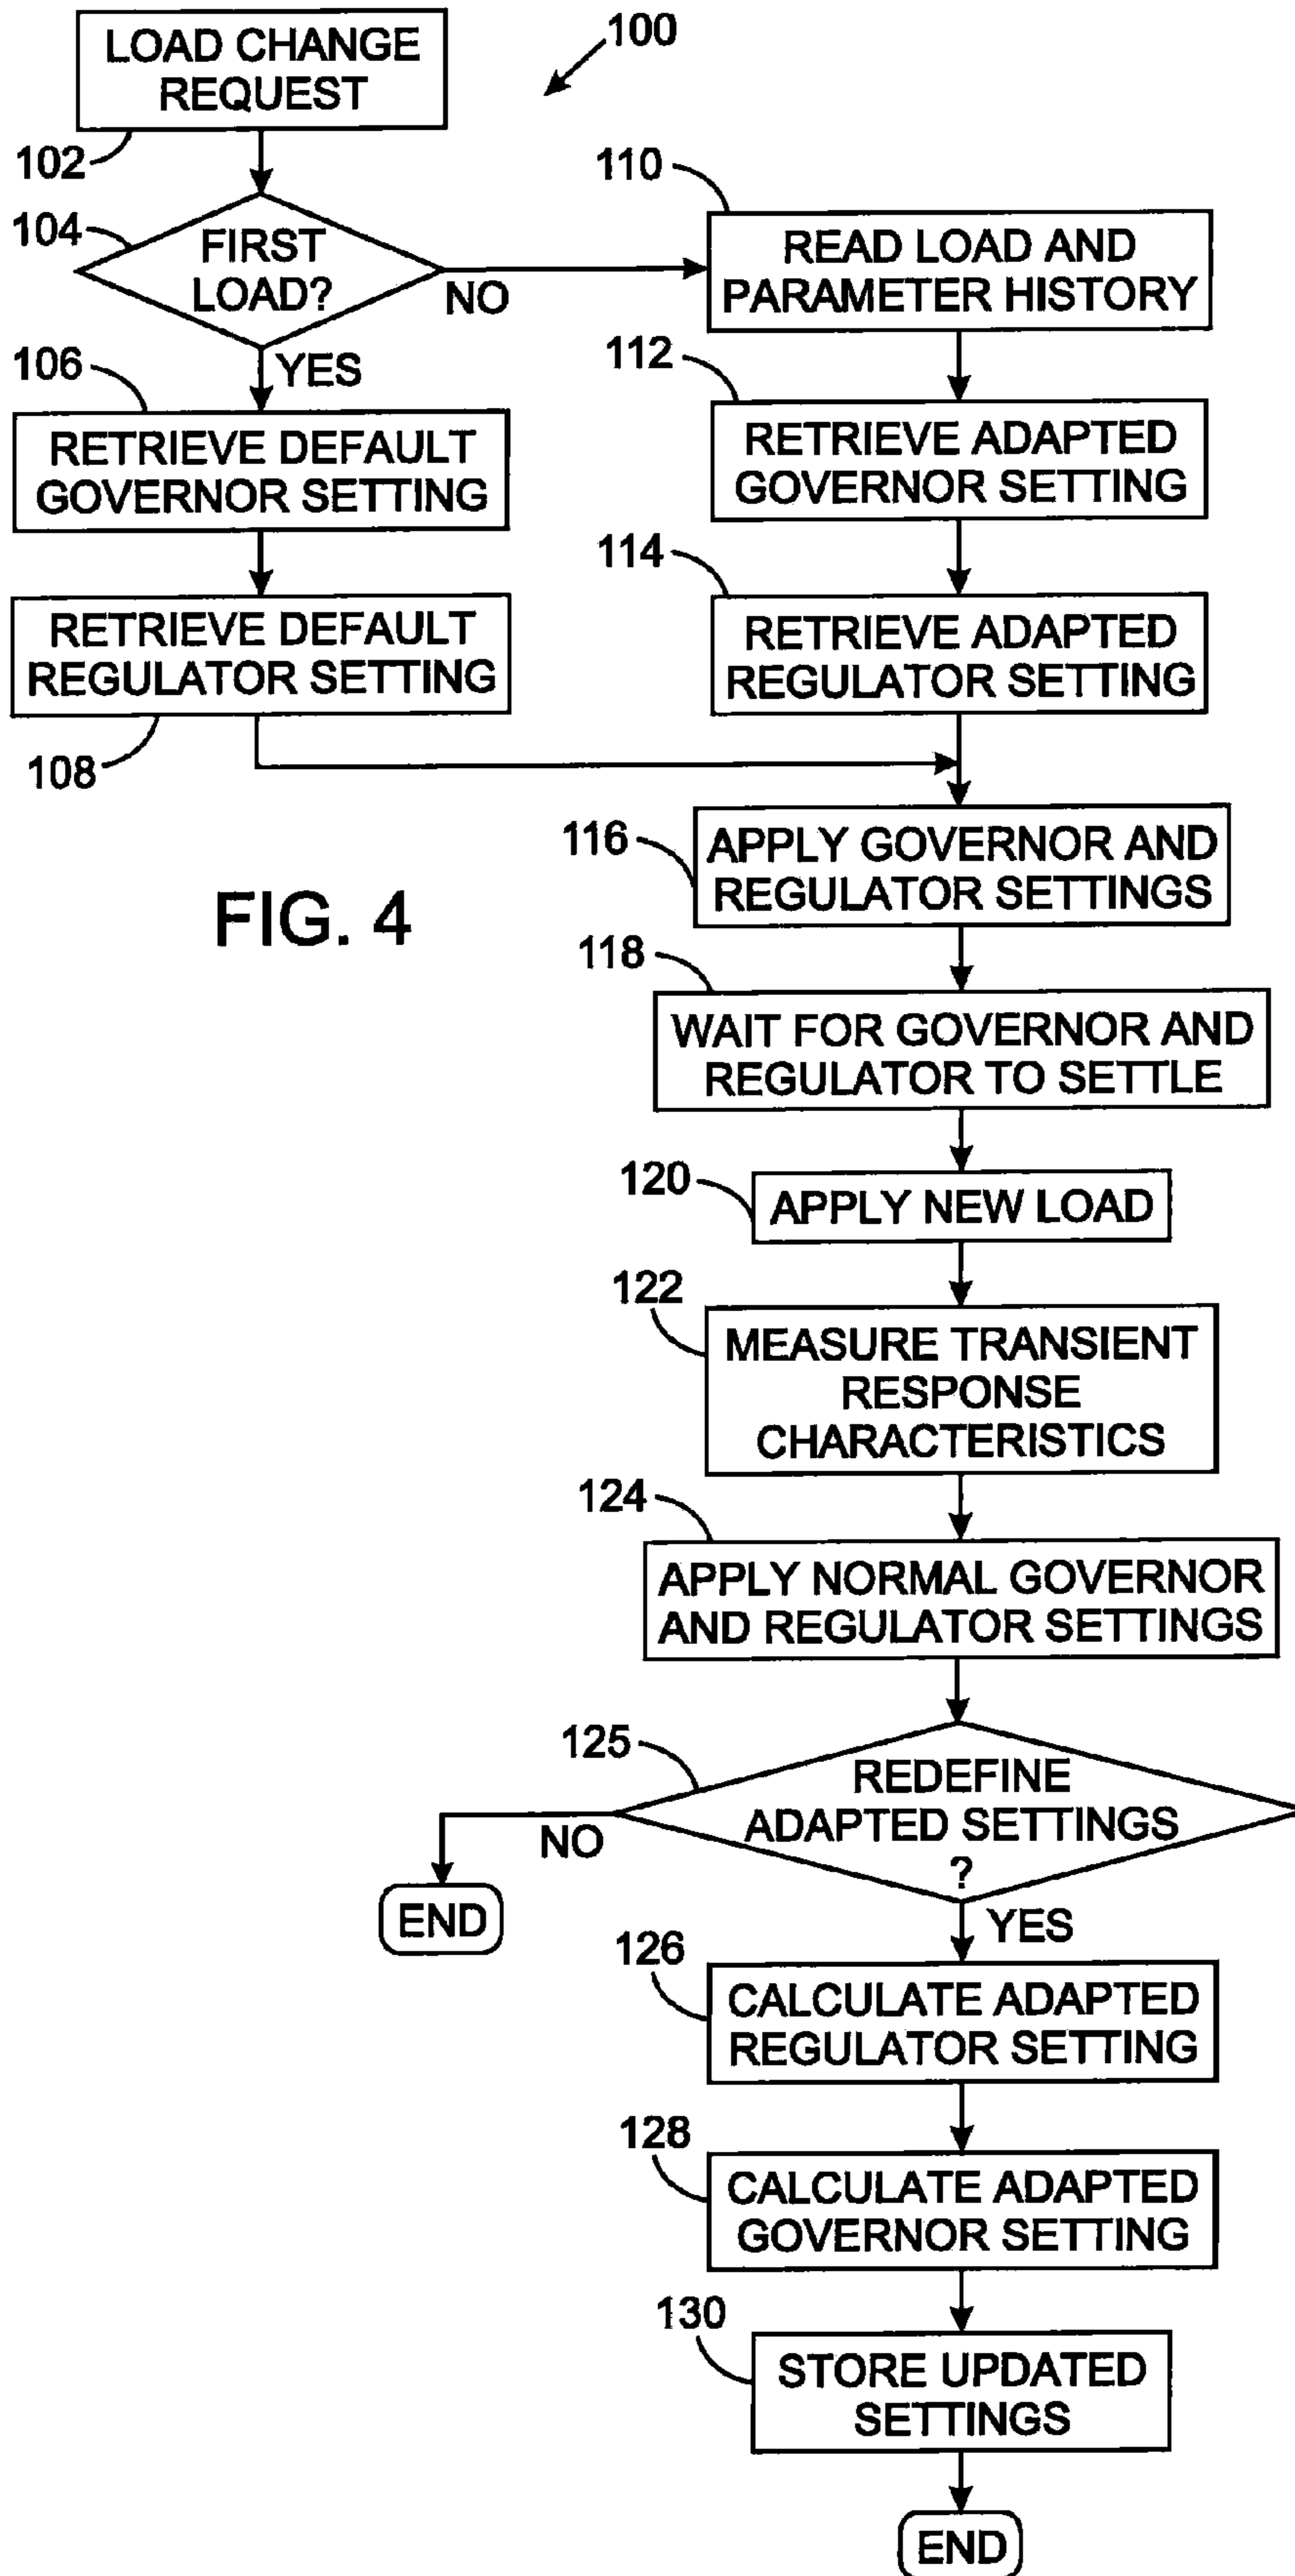 LOAD CHANGE
REQUEST
100
102
104
FIRST
LOAD?
NO
YES
106
RETRIEVE DEFAULT
GOVERNOR SETTING
RETRIEVE DEFAULT
REGULATOR SETTING
108
110
READ LOAD AND
PARAMETER HISTORY
112
RETRIEVE ADAPTED
GOVERNOR SETTING
114
RETRIEVE ADAPTED
REGULATOR SETTING
116
APPLY GOVERNOR AND
REGULATOR SETTINGS
FIG. 4
118
WAIT FOR GOVERNOR AND
REGULATOR TO SETTLE
120
APPLY NEW LOAD
122
MEASURE TRANSIENT
RESPONSE
CHARACTERISTICS
124
APPLY NORMAL GOVERNOR
AND REGULATOR SETTINGS
125
REDEFINE
ADAPTED SETTINGS
?
NO
END
YES
126
CALCULATE ADAPTED
REGULATOR SETTING
128
CALCULATE ADAPTED
GOVERNOR SETTING
130
STORE UPDATED
SETTINGS
END